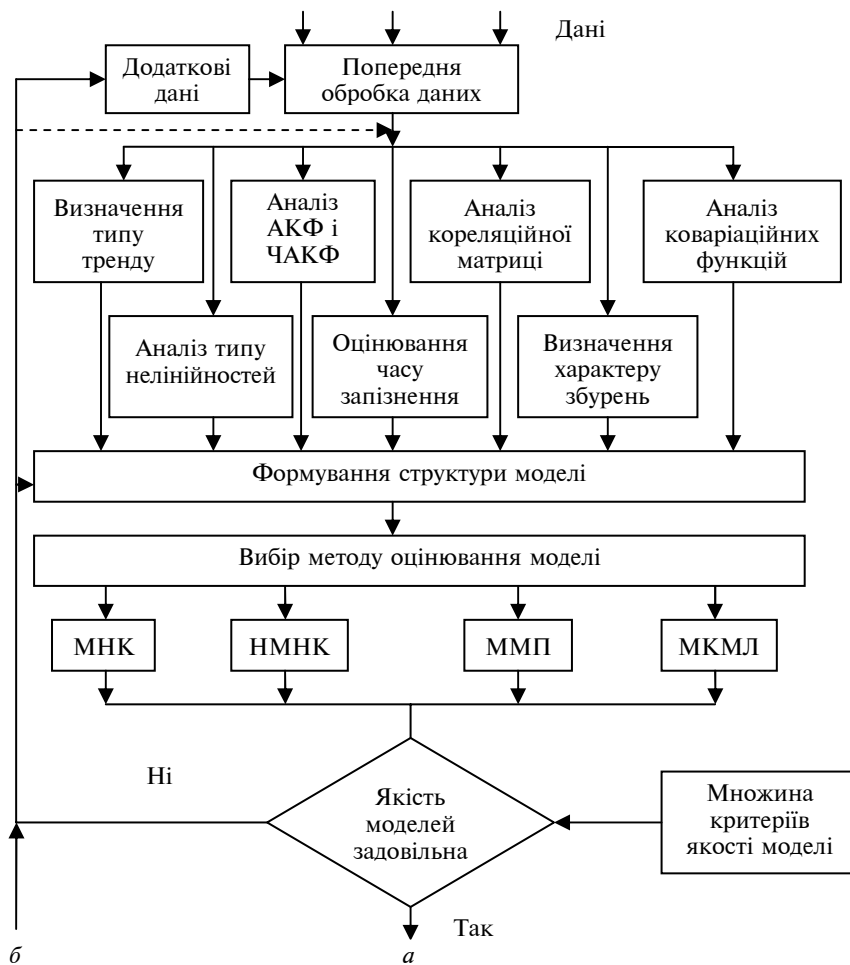 Дані
Додаткові
дані
Попередня
обробка даних
Визначення
типу
тренду
Аналіз
АКФ і
ЧАКФ
Аналіз
кореляційної
матриці
Аналіз
коваріаційних
функцій
Аналіз типу
нелінійностей
Оцінювання
часу
запізнення
Визначення
характеру
збурень
Формування структури моделі
Вибір методу оцінювання моделі
МНК
НМНК
ММП
МКМЛ
Ні
Якість
моделей
задовільна
Множина
критеріїв
якості моделі
Так
б
а